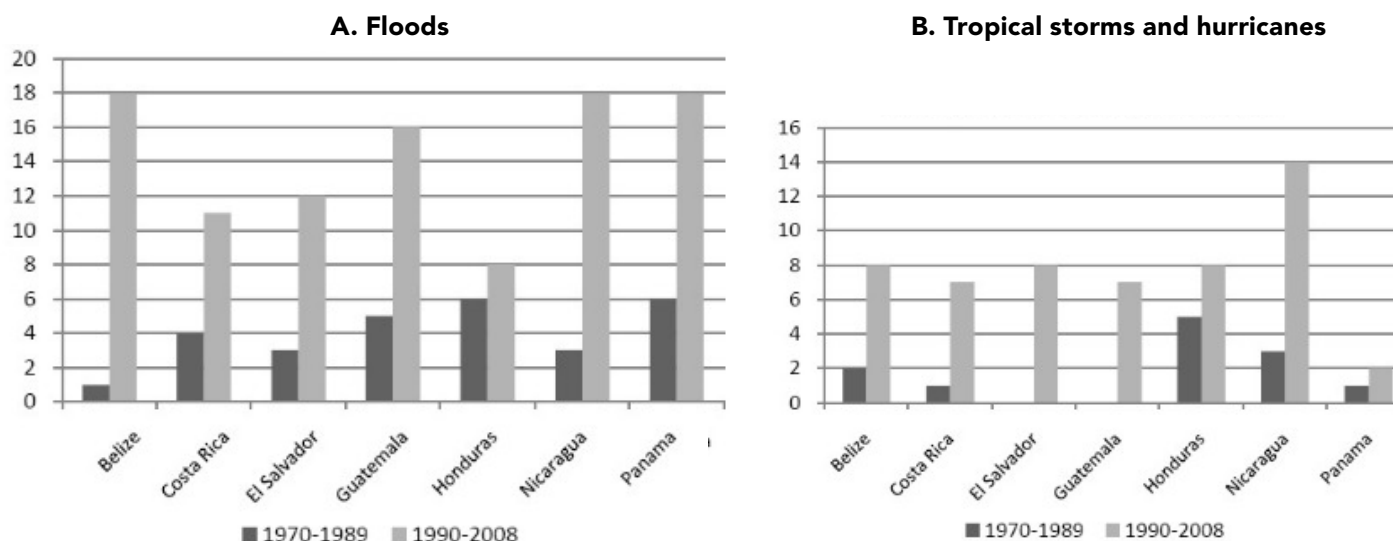 A. Floods
20
18
16
14
12
10
8
6
4
2
0
Belize
Costa Rica
El Salvador
Guatemala
Honduras
Nicaragua
Panama
1970-1989 1990-2008
B. Tropical storms and hurricanes
16
14
12
10
8
6
4
2
0
Belize
Costa Rica
El Salvador
Guatemala
Honduras
Nicaragua
Panama
1970-1989 1990-2008